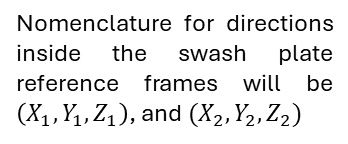 Nomenclature for directions
inside the swash plate
reference frames will be
(X₁, Y₁, Z₁), and (X₂, Y₂, Z₂)